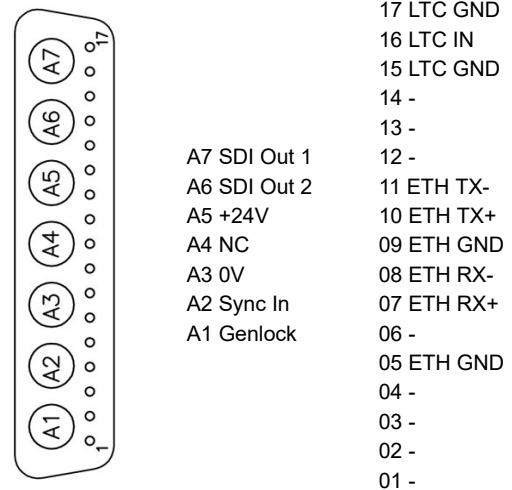 A7
A6
A5
A4
A3
A2
A1
17
1
A7 SDI Out 1
A6 SDI Out 2
A5 +24V
A4 NC
A3 0V
A2 Sync In
A1 Genlock
17 LTC GND
16 LTC IN
15 LTC GND
14 -
13 -
12 -
11 ETH TX-
10 ETH TX+
09 ETH GND
08 ETH RX-
07 ETH RX+
06 -
05 ETH GND
04 -
03 -
02 -
01 -